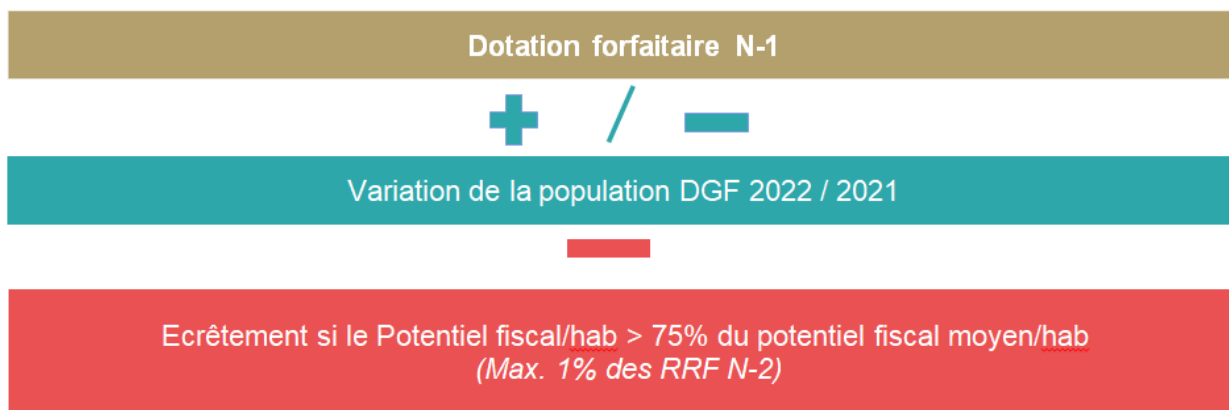 Dotation forfaitaire N-1
+ / -
Variation de la population DGF 2022 / 2021
-
Ecrêtement si le Potentiel fiscal/hab > 75% du potentiel fiscal moyen/hab
(Max. 1% des RRF N-2)